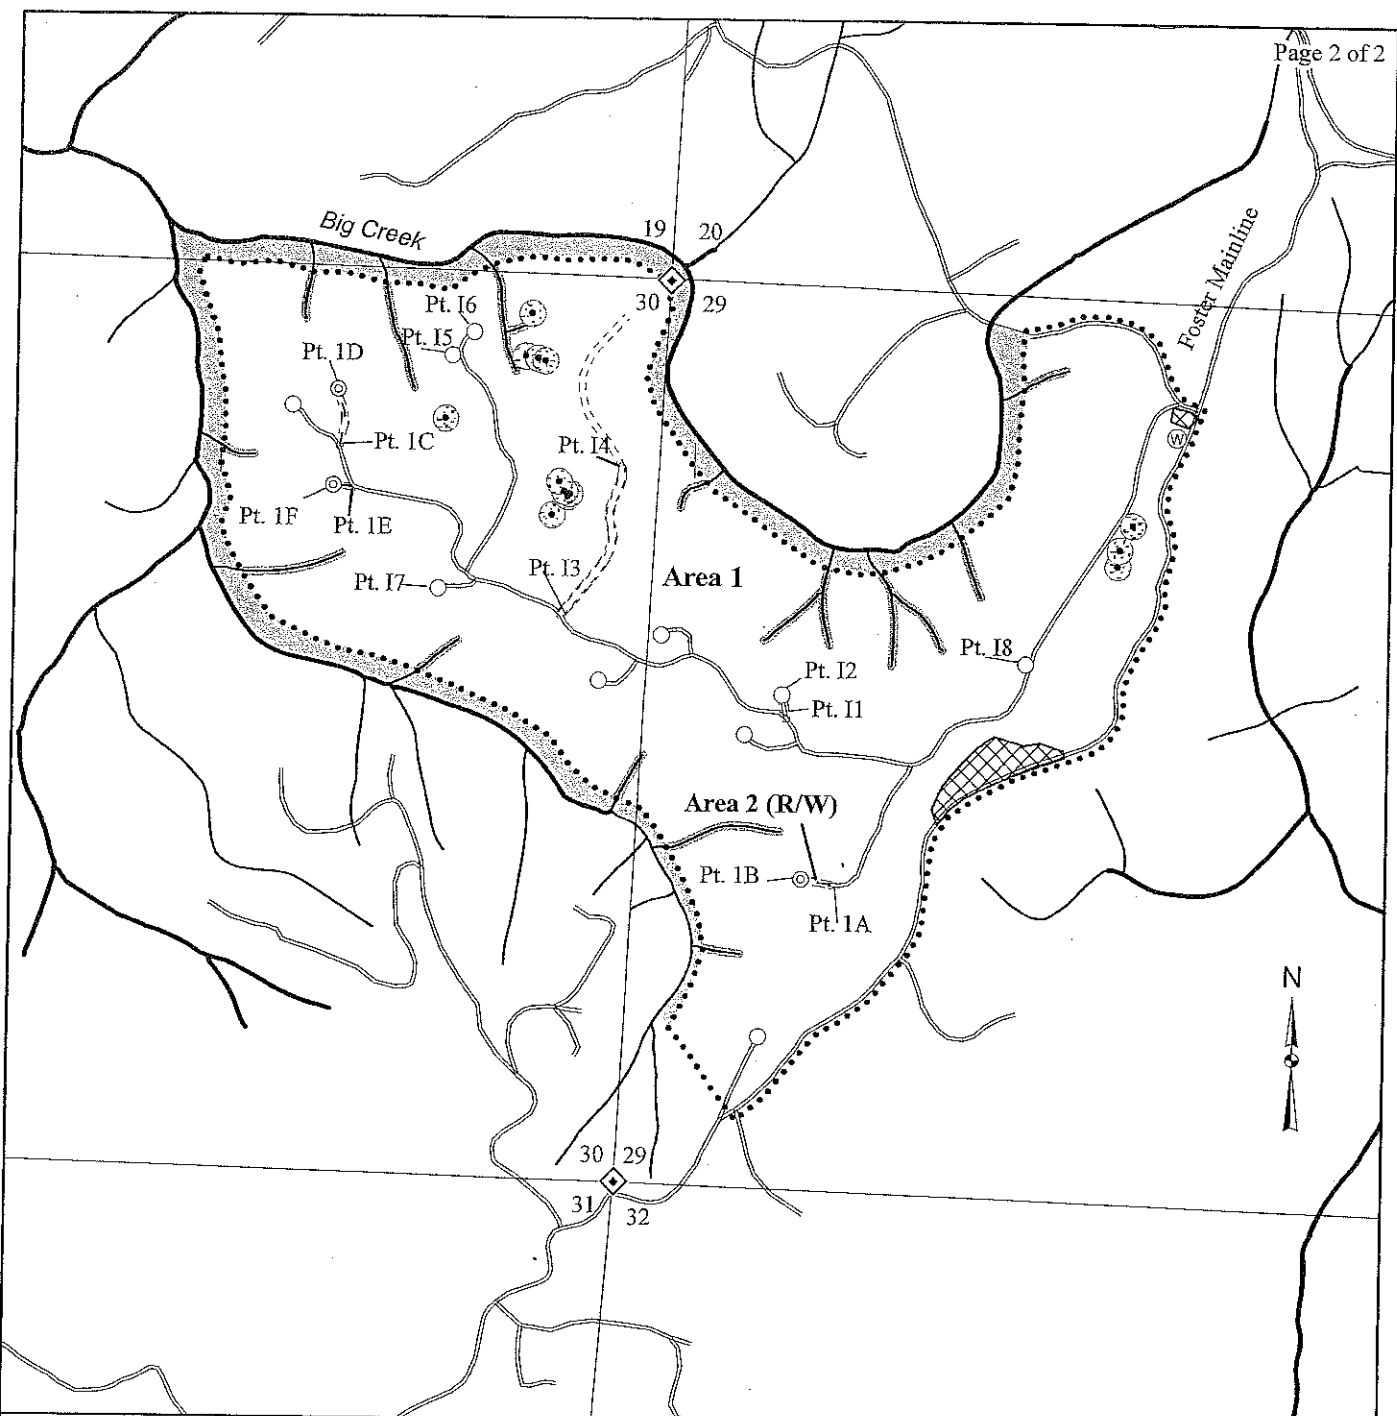 Page 2 of 2
Big Creek
19
20
30
29
Foster Mainline
Pt. I6
Pt. I5
Pt. 1D
Pt. 1C
Pt. I4
W
Pt. 1F
Pt. 1E
Pt. I7
Pt. I3
Area 1
Pt. I8
Pt. I2
Pt. I1
Area 2 (R/W)
Pt. 1B
Pt. 1A
N
30
29
31
32